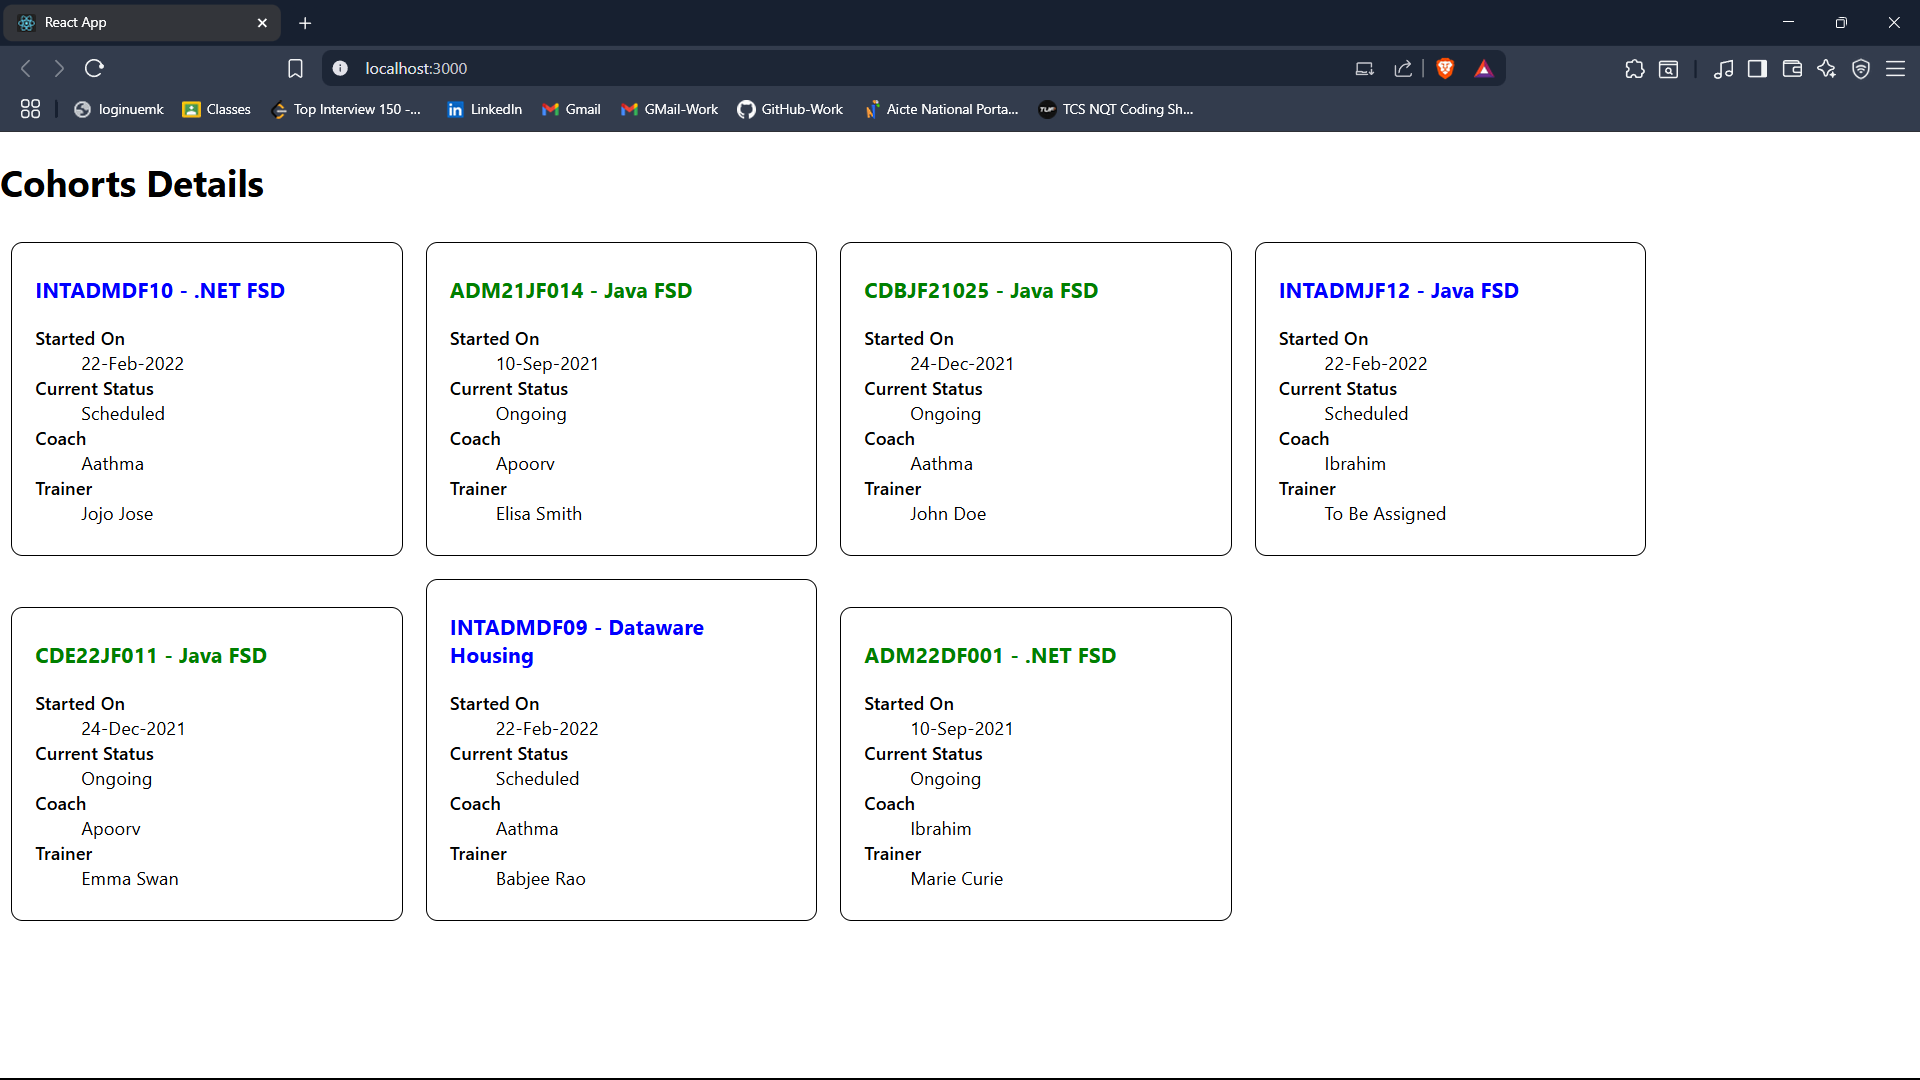 React App
localhost:3000
loginuemk
Classes
Top Interview 150 -...
LinkedIn
Gmail
GMail-Work
GitHub-Work
Aicte National Porta...
TUF
TCS NQT Coding Sh...
Cohorts Details
INTADMDF10 - .NET FSD
Started On
22-Feb-2022
Current Status
Scheduled
Coach
Aathma
Trainer
Jojo Jose
ADM21JF014 - Java FSD
Started On
10-Sep-2021
Current Status
Ongoing
Coach
Apoorv
Trainer
Elisa Smith
CDBJF21025 - Java FSD
Started On
24-Dec-2021
Current Status
Ongoing
Coach
Aathma
Trainer
John Doe
INTADMJF12 - Java FSD
Started On
22-Feb-2022
Current Status
Scheduled
Coach
Ibrahim
Trainer
To Be Assigned
CDE22JF011 - Java FSD
Started On
24-Dec-2021
Current Status
Ongoing
Coach
Apoorv
Trainer
Emma Swan
INTADMDF09 - Dataware
Housing
Started On
22-Feb-2022
Current Status
Scheduled
Coach
Aathma
Trainer
Babjee Rao
ADM22DF001 - .NET FSD
Started On
10-Sep-2021
Current Status
Ongoing
Coach
Ibrahim
Trainer
Marie Curie